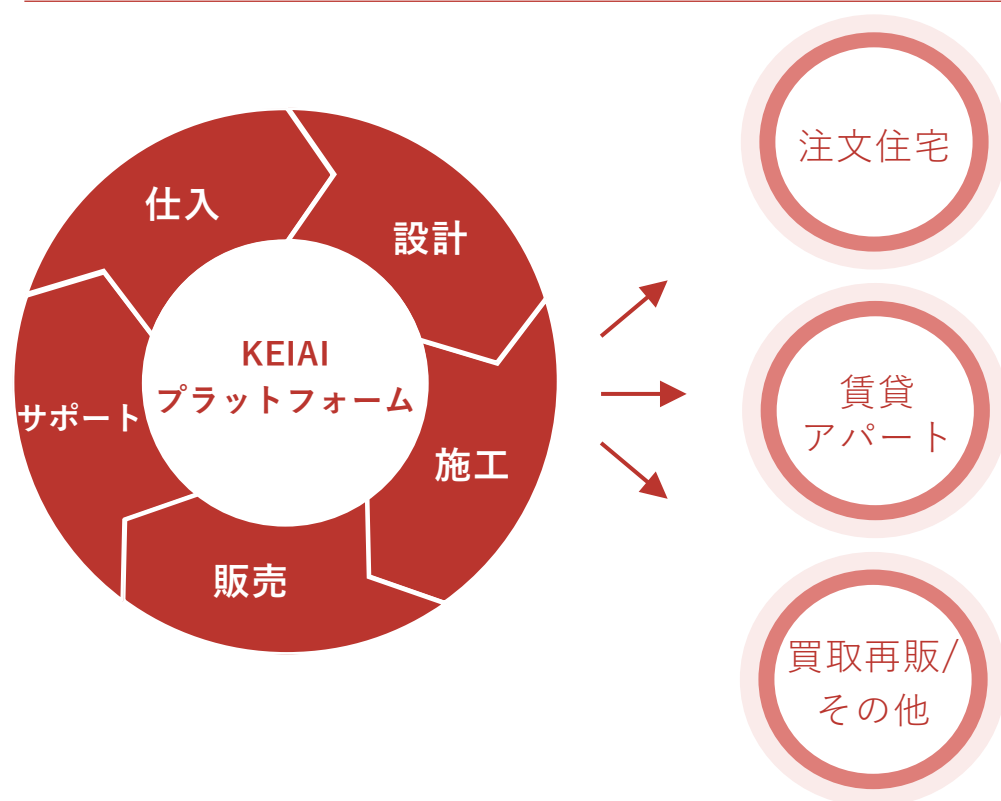 仕入
設計
施工
販売
サポート
KEIAI
プラットフォーム
注文住宅
賃貸
アパート
買取再販/
その他